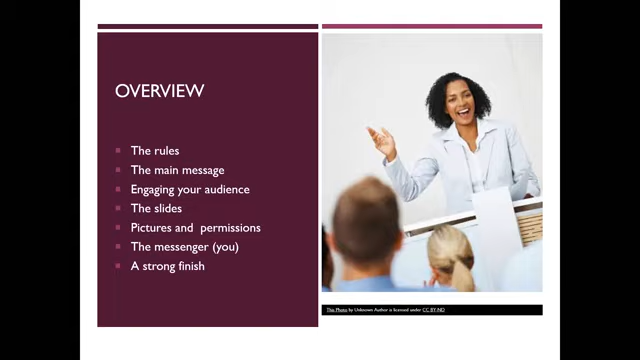 OVERVIEW
The rules
The main message
Engaging your audience
The slides
Pictures and permissions
The messenger (you)
A strong finish
This Photo by Unknown Author is licensed under CC BY-ND